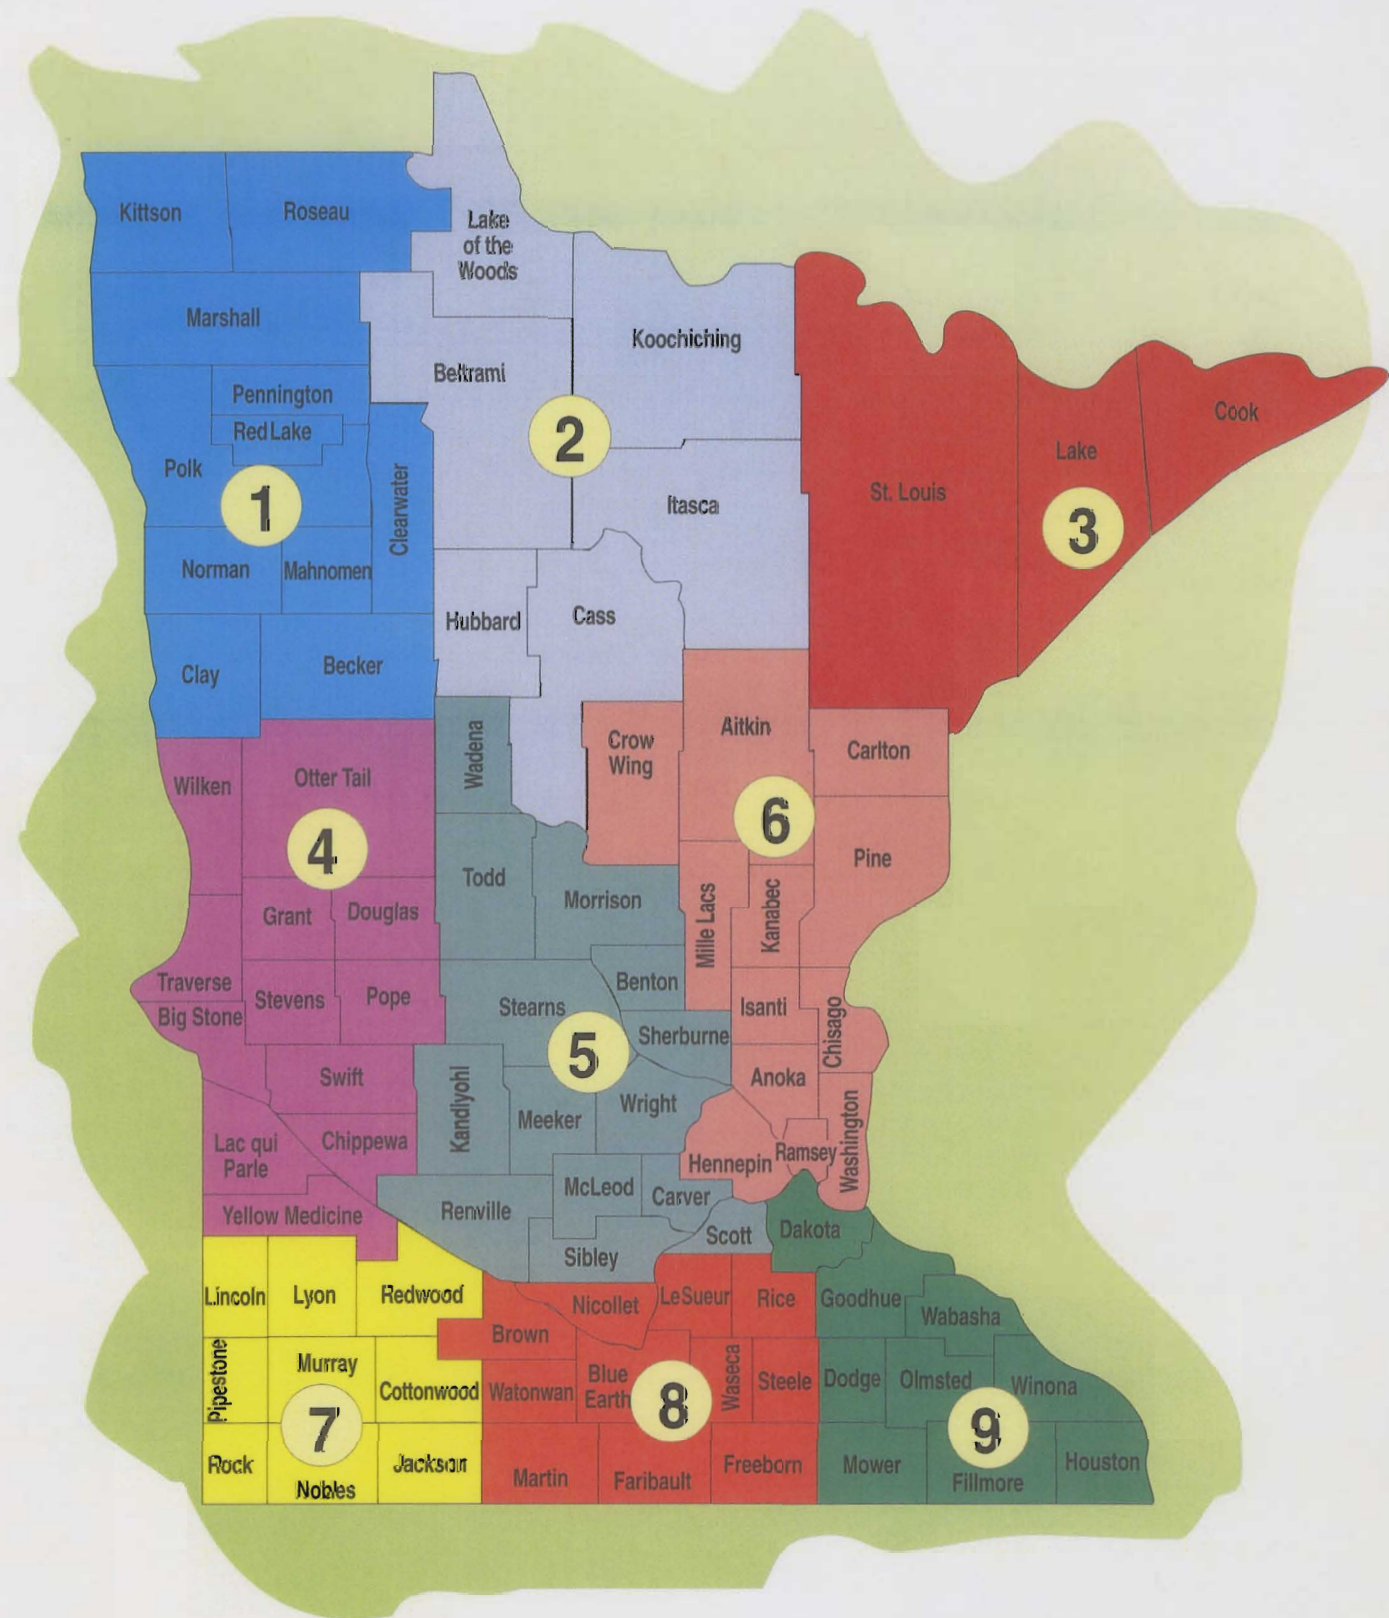 Kittson
Roseau
Lake
of the
Woods
Marshall
Koochiching
Beltrami
Pennington
Red Lake
Polk
1
Clearwater
2
Itasca
St. Louis
Lake
Cook
3
Norman
Mahnomen
Hubbard
Cass
Clay
Becker
Wadena
Crow
Wing
Aitkin
Carlton
Wilken
Otter Tail
4
6
Pine
Todd
Morrison
Mille Lacs
Kanabec
Grant
Douglas
Traverse
Stevens
Pope
Big Stone
Stearns
Benton
Isanti
Chisago
Sherburne
5
Swift
Kandiyohi
Anoka
Meeker
Wright
Washington
Lac qui
Parle
Chippewa
Hennepin
Ramsey
McLeod
Carver
Yellow Medicine
Renville
Scott
Dakota
Sibley
Lincoln
Lyon
Redwood
Nicollet
LeSueur
Rice
Goodhue
Wabasha
Brown
Pipestone
Murray
Cottonwood
Watonwan
Blue
Earth
8
Waseca
Steele
Dodge
Olmsted
Winona
7
9
Rock
Nobles
Jackson
Martin
Faribault
Freeborn
Mower
Fillmore
Houston